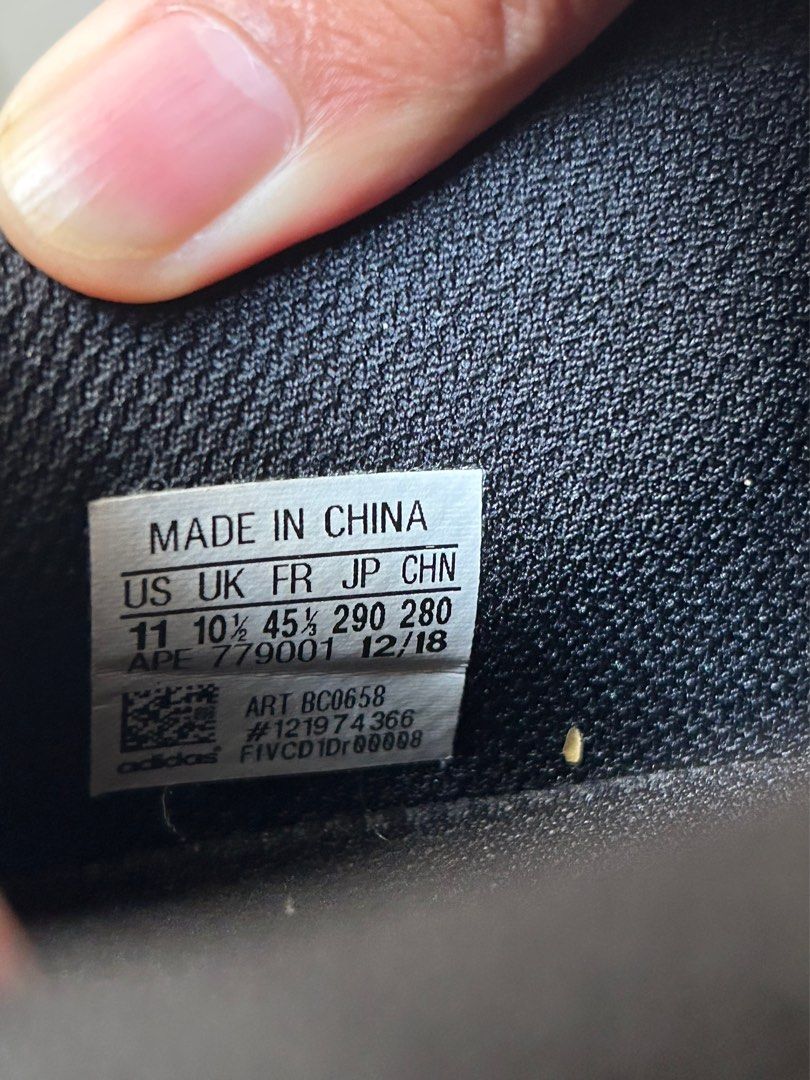 MADE IN CHINA
US UK FR JP CHN
11 10½ 45⅓ 290 280
APE 779001 12/18
ART BC0658
#121974366
F1VCD1Dr00008
adidas®